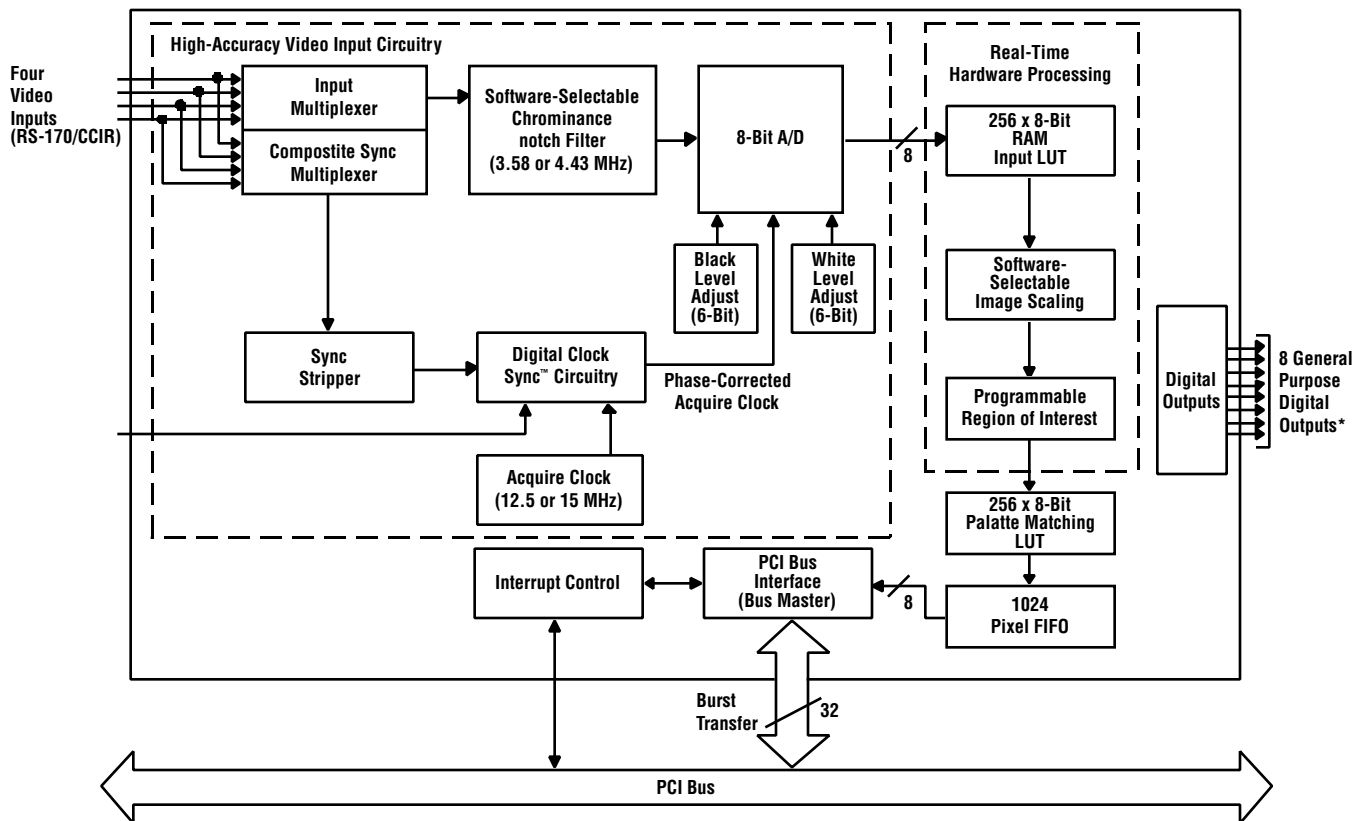 High-Accuracy Video Input Circuitry
Four
Video
Inputs
(RS-170/CCIR)
Input
Multiplexer
Compostite Sync
Multiplexer
Software-Selectable
Chrominance
notch Filter
(3.58 or 4.43 MHz)
8-Bit A/D
8
Black
Level
Adjust
(6-Bit)
White
Level
Adjust
(6-Bit)
Sync
Stripper
Digital Clock
Sync™ Circuitry
Phase-Corrected
Acquire Clock
Acquire Clock
(12.5 or 15 MHz)
Real-Time
Hardware Processing
256 x 8-Bit
RAM
Input LUT
Software-
Selectable
Image Scaling
Programmable
Region of Interest
256 x 8-Bit
Palatte Matching
LUT
1024
Pixel FIFO
Digital
Outputs
8 General
Purpose
Digital
Outputs*
Interrupt Control
PCI Bus
Interface
(Bus Master)
8
Burst
Transfer
32
PCI Bus